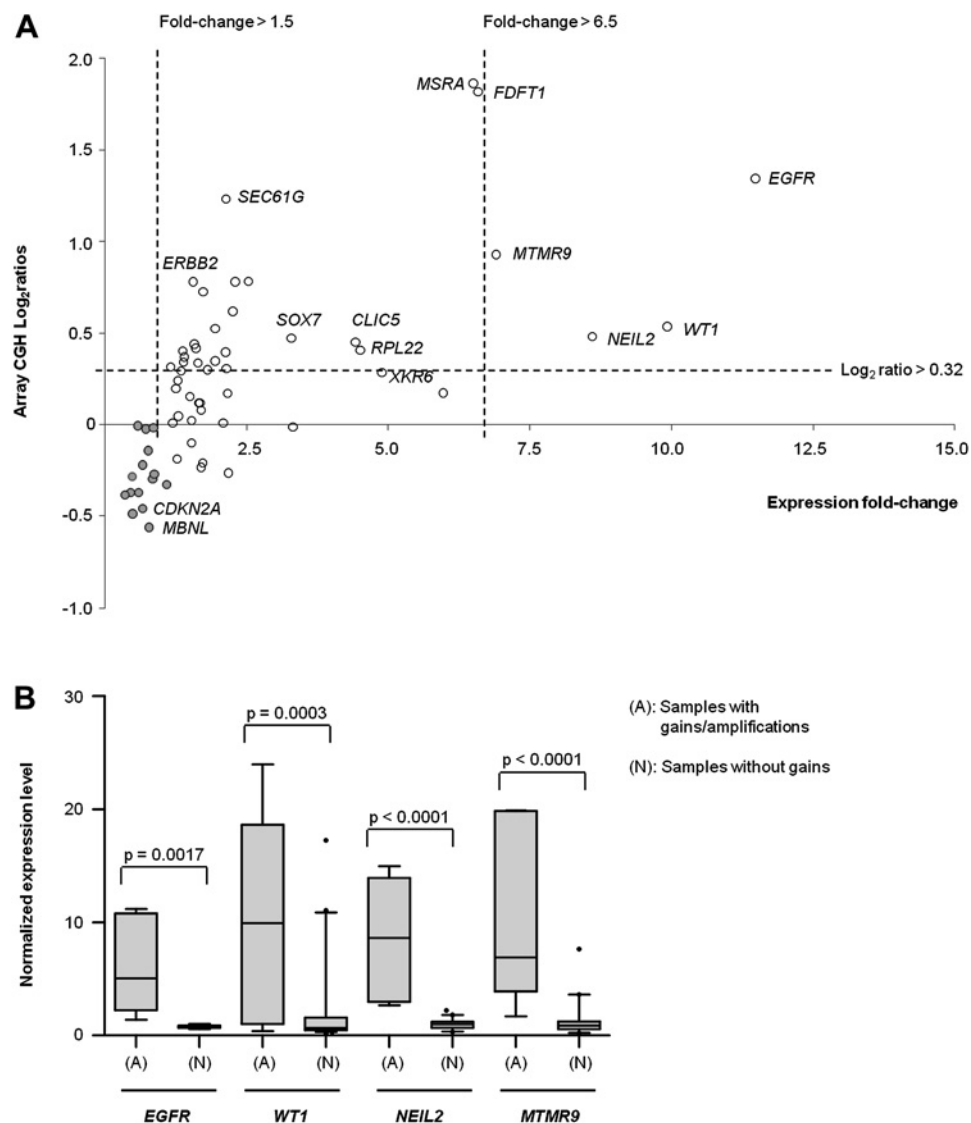 A
Fold-change > 1.5
Fold-change > 6.5
Array CGH Log2ratios
2.0
1.5
1.0
0.5
0
-0.5
-1.0
MSRA
FDFT1
EGFR
SEC61G
MTMR9
ERBB2
SOX7
CLIC5
RPL22
NEIL2
WT1
XKR6
Log2 ratio > 0.32
2.5
5.0
7.5
10.0
12.5
15.0
CDKN2A
MBNL
Expression fold-change
B
Normalized expression level
30
20
10
0
p = 0.0017
p = 0.0003
p < 0.0001
p < 0.0001
(A): Samples with
gains/amplifications
(N): Samples without gains
(A) (N) (A) (N) (A) (N) (A) (N)
EGFR WT1 NEIL2 MTMR9